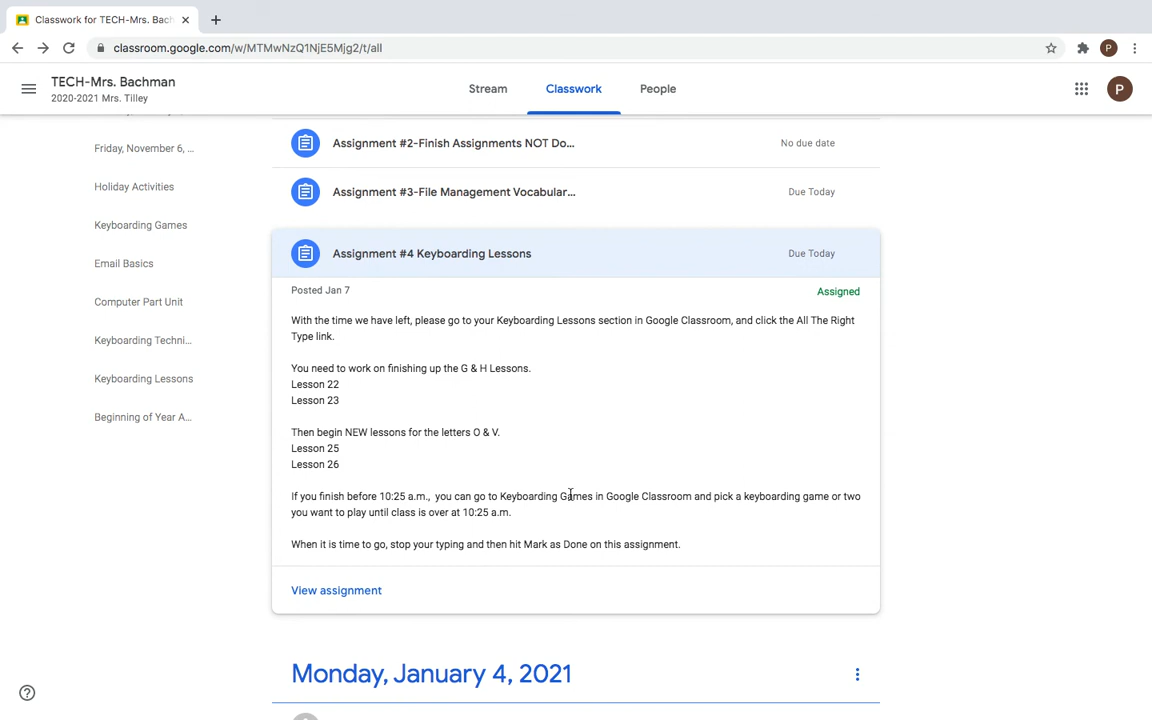 Classwork for TECH-Mrs. Bach
classroom.google.com/w/MTMwNzQ1NjE5Mjg2/t/all
P
TECH-Mrs. Bachman
2020-2021 Mrs. Tilley
Stream
Classwork
People
P
Friday, November 6, ...
Holiday Activities
Keyboarding Games
Email Basics
Computer Part Unit
Keyboarding Techni...
Keyboarding Lessons
Beginning of Year A...
Assignment #2-Finish Assignments NOT Do...
No due date
Assignment #3-File Management Vocabular...
Due Today
Assignment #4 Keyboarding Lessons
Due Today
Posted Jan 7
Assigned
With the time we have left, please go to your Keyboarding Lessons section in Google Classroom, and click the All The Right
Type link.
You need to work on finishing up the G & H Lessons.
Lesson 22
Lesson 23
Then begin NEW lessons for the letters O & V.
Lesson 25
Lesson 26
If you finish before 10:25 a.m., you can go to Keyboarding Games in Google Classroom and pick a keyboarding game or two
you want to play until class is over at 10:25 a.m.
When it is time to go, stop your typing and then hit Mark as Done on this assignment.
View assignment
Monday, January 4, 2021